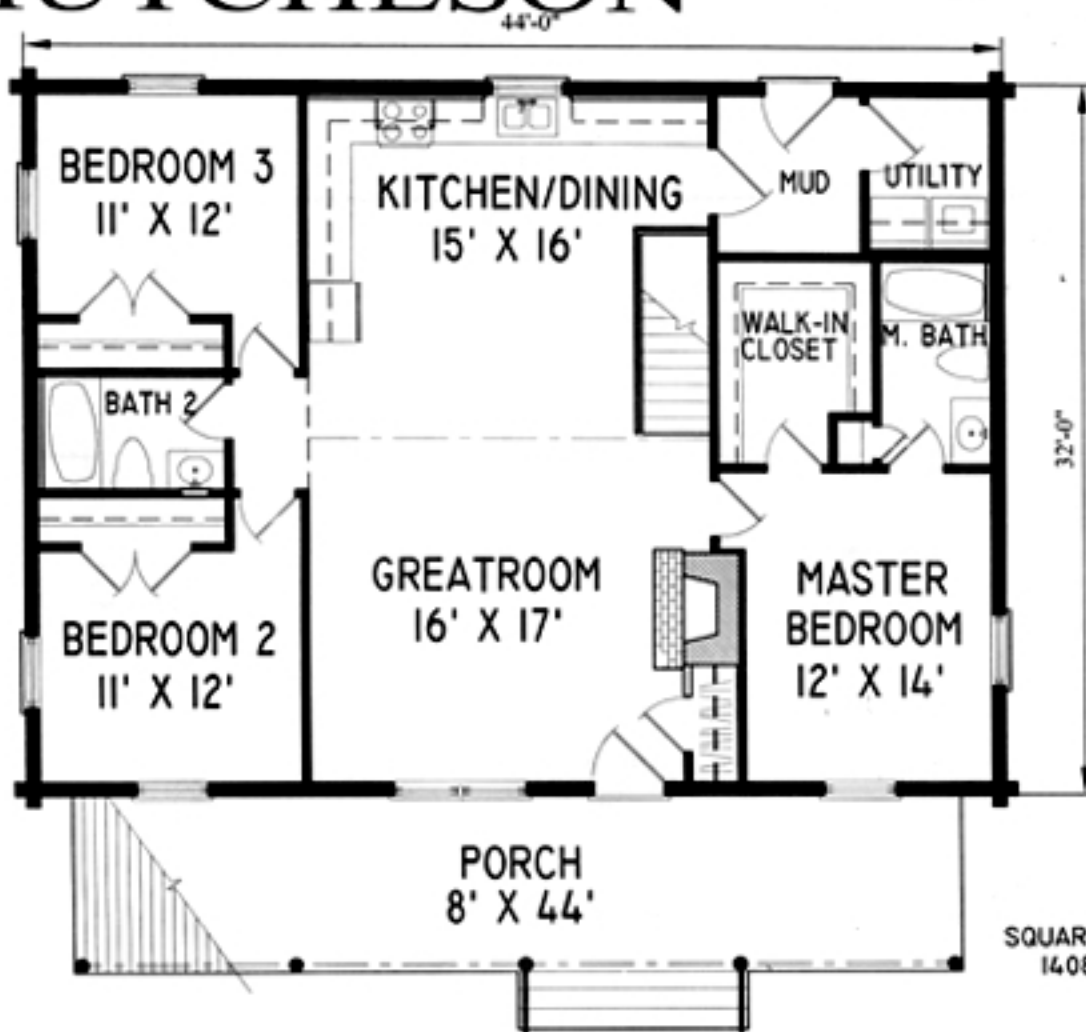 44'-0"
BEDROOM 3
11' X 12'
KITCHEN/DINING
15' X 16'
MUD
UTILITY
WALK-IN
CLOSET
M. BATH
BATH 2
32'-0"
GREATROOM
16' X 17'
MASTER
BEDROOM
12' X 14'
BEDROOM 2
11' X 12'
PORCH
8' X 44'
1408